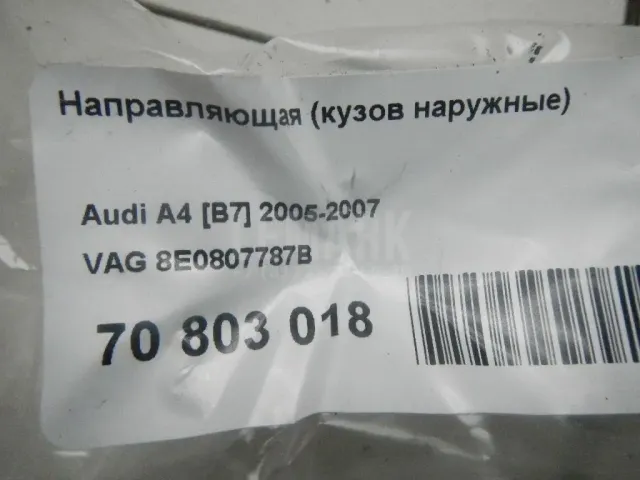 Направляющая (кузов наружные)
Audi A4 [B7] 2005-2007
VAG 8E0807787B
70 803 018